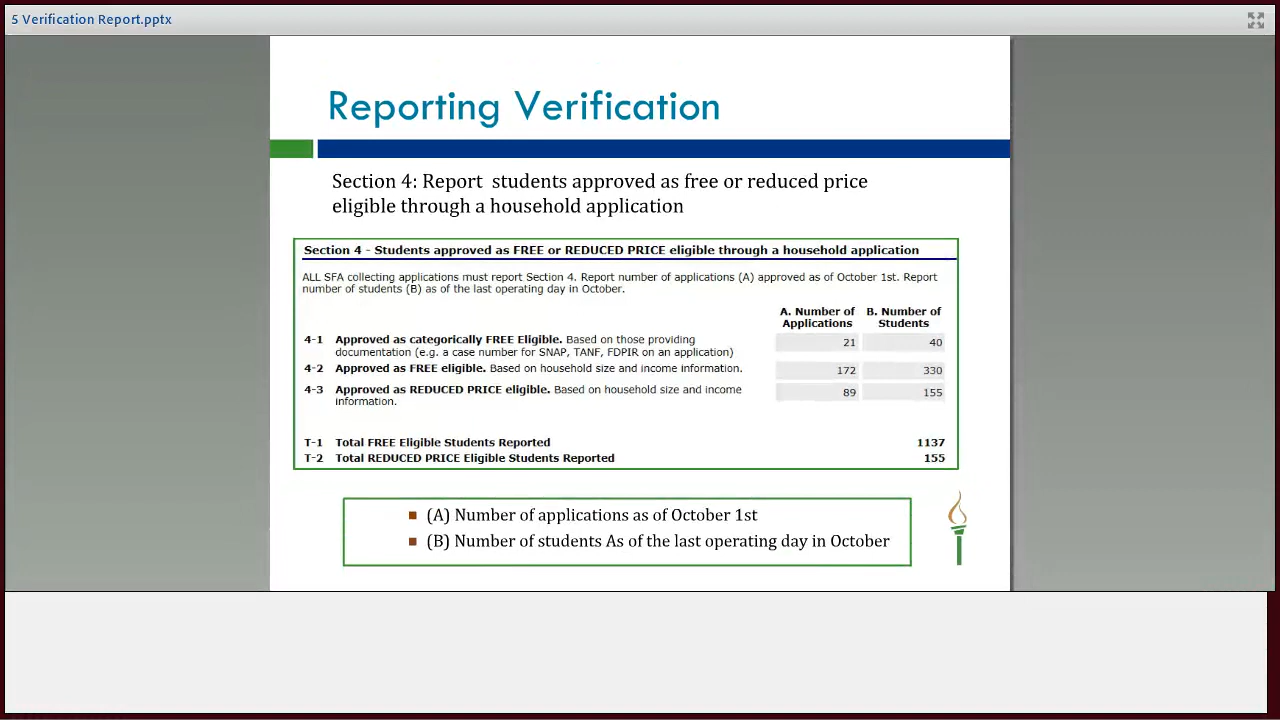 5 Verification Report.pptx
Reporting Verification
Section 4: Report students approved as free or reduced price
eligible through a household application
Section 4 - Students approved as FREE or REDUCED PRICE eligible through a household application
ALL SFA collecting applications must report Section 4. Report number of applications (A) approved as of October 1st. Report
number of students (B) as of the last operating day in October.
A. Number of Applications B. Number of Students
4-1 Approved as categorically FREE Eligible. Based on those providing
documentation (e.g. a case number for SNAP, TANF, FDPIR on an application) 21 40
4-2 Approved as FREE eligible. Based on household size and income information. 172 330
4-3 Approved as REDUCED PRICE eligible. Based on household size and income
information. 89 155
T-1 Total FREE Eligible Students Reported 1137
T-2 Total REDUCED PRICE Eligible Students Reported 155
(A) Number of applications as of October 1st
(B) Number of students As of the last operating day in October